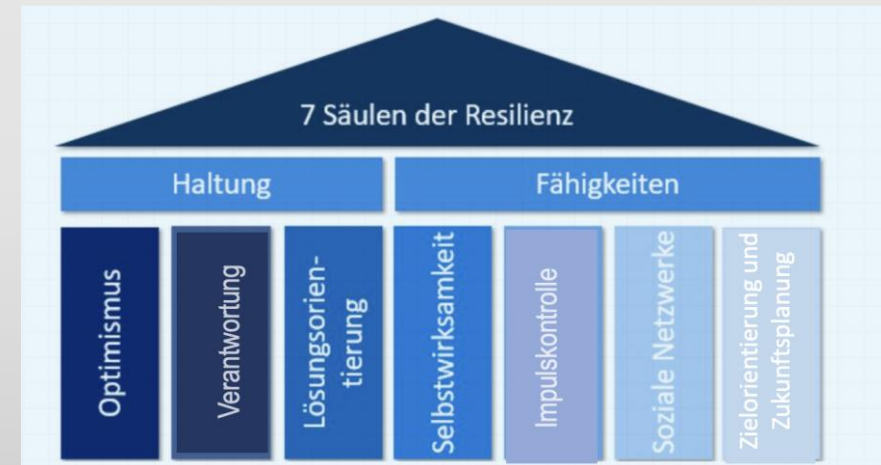 7 Säulen der Resilienz
Haltung
Fähigkeiten
Optimismus
Verantwortung
Lösungsorien-
tierung
Selbstwirksamkeit
Impulskontrolle
Soziale Netzwerke
Zielorientierung und
Zukunftsplanung